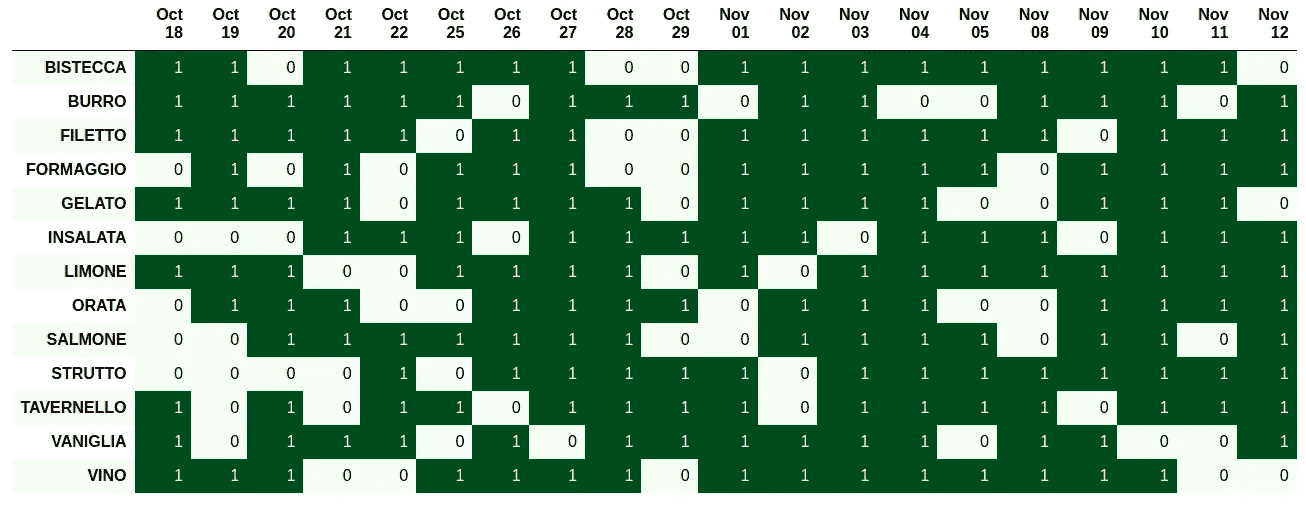 Oct Oct Oct Oct Oct Oct Oct Oct Oct Oct Nov Nov Nov Nov Nov Nov Nov Nov Nov Nov
18 19 20 21 22 25 26 27 28 29 01 02 03 04 05 08 09 10 11 12
BISTECCA 1 1 0 1 1 1 1 1 0 0 1 1 1 1 1 1 1 1 1 0
BURRO 1 1 1 1 1 1 0 1 1 1 0 1 1 0 0 1 1 1 0 1
FILETTO 1 1 1 1 1 0 1 1 0 0 1 1 1 1 1 1 0 1 1 1
FORMAGGIO 0 1 0 1 0 1 1 1 0 0 1 1 1 1 1 0 1 1 1 1
GELATO 1 1 1 1 0 1 1 1 1 0 1 1 1 1 0 0 1 1 1 0
INSALATA 0 0 0 1 1 1 0 1 1 1 1 1 0 1 1 1 0 1 1 1
LIMONE 1 1 1 0 0 1 1 1 1 0 1 0 1 1 1 1 1 1 1 1
ORATA 0 1 1 1 0 0 1 1 1 1 0 1 1 1 0 0 1 1 1 1
SALMONE 0 0 1 1 1 1 1 1 1 0 0 1 1 1 1 0 1 1 0 1
STRUTTO 0 0 0 0 1 0 1 1 1 1 1 0 1 1 1 1 1 1 1 1
TAVERNELLO 1 0 1 0 1 1 0 1 1 1 1 0 1 1 1 1 0 1 1 1
VANIGLIA 1 0 1 1 1 0 1 0 1 1 1 1 1 1 0 1 1 0 0 1
VINO 1 1 1 0 0 1 1 1 1 0 1 1 1 1 1 1 1 1 0 0